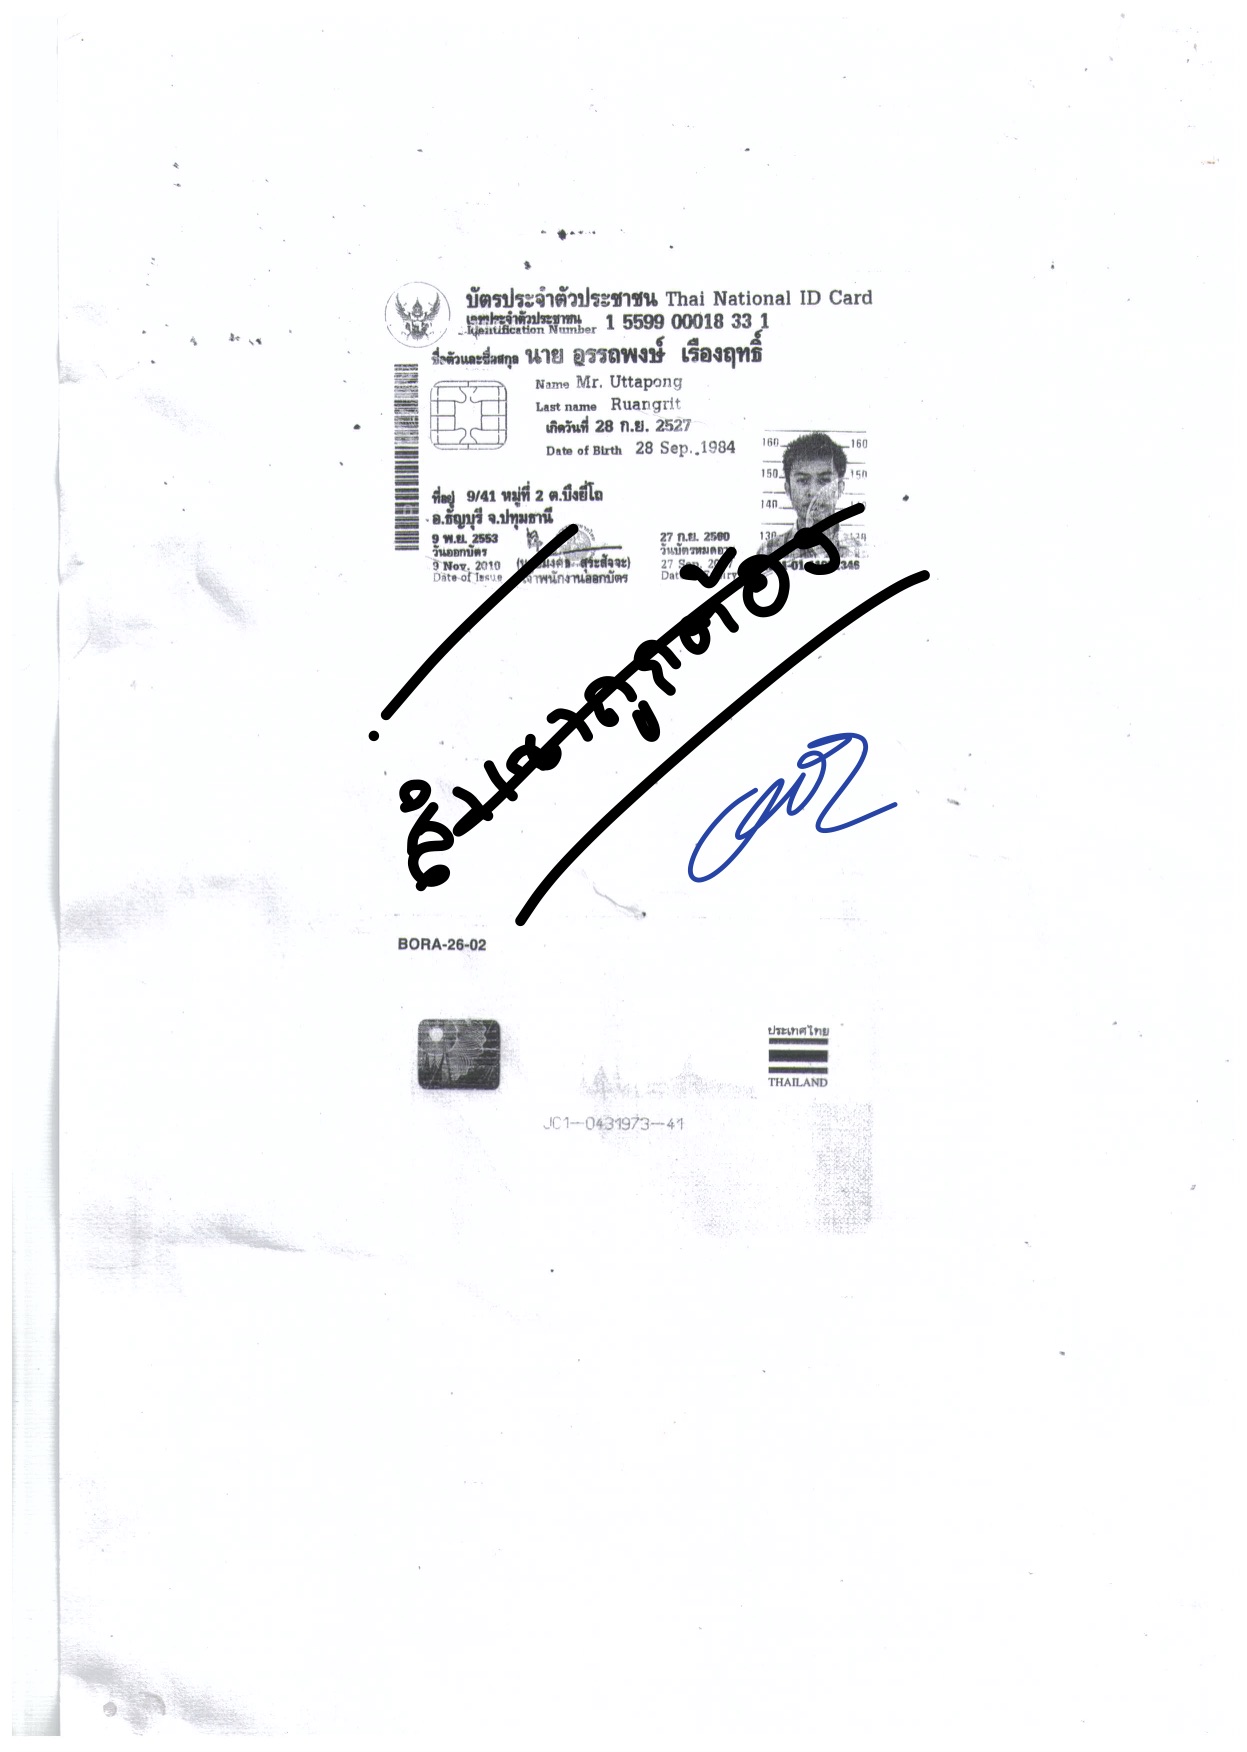 บัตรประจำตัวประชาชน Thai National ID Card
เลขประจำตัวประชาชน
Identification Number 1 5599 00018 33 1
ชื่อตัวและชื่อสกุล นาย อุรรถพงษ์ เรืองฤทธิ์
Name Mr. Uttapong
Last name Ruangrit
เกิดวันที่ 28 ก.ย. 2527
Date of Birth 28 Sep. 1984
160 160
150 150
140
130
ที่อยู่ 9/41 หมู่ที่ 2 ต.บึงยี่โถ
อ.ธัญบุรี จ.ปทุมธานี
9 พ.ย. 2553
วันออกบัตร
9 Nov. 2010
Date of Issue
สุระสัจจะ)
เจ้าพนักงานออกบัตร
27 ก.ย. 2560
วันบัตรหมดอายุ
27 Sep.
สำเนาถูกต้อง
BORA-26-02
ประเทศไทย
THAILAND
JC1-0431973-41